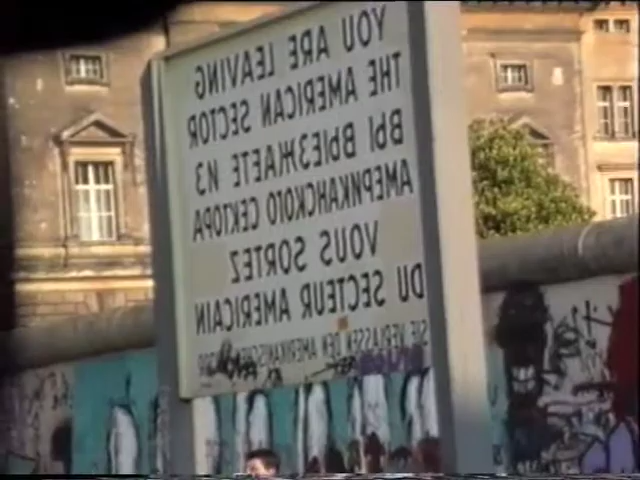 YOU ARE LEAVING
THE AMERICAN SECTOR
ВЫ ВЫЕЗЖАЕТЕ ИЗ
АМЕРИКАНСКОГО СЕКТОРА
VOUS SORTEZ
DU SECTEUR AMERICAIN
SIE VERLASSEN DEN AMERIKANISCHEN